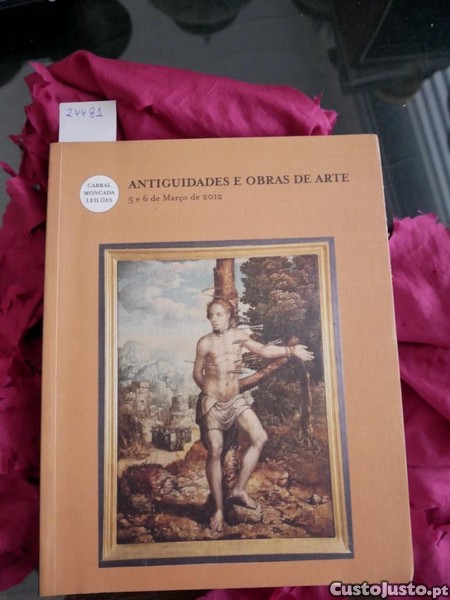 24481
CABRAL
MONCADA
LEILÕES
ANTIGUIDADES E OBRAS DE ARTE
5 e 6 de Março de 2012
CustoJusto.pt